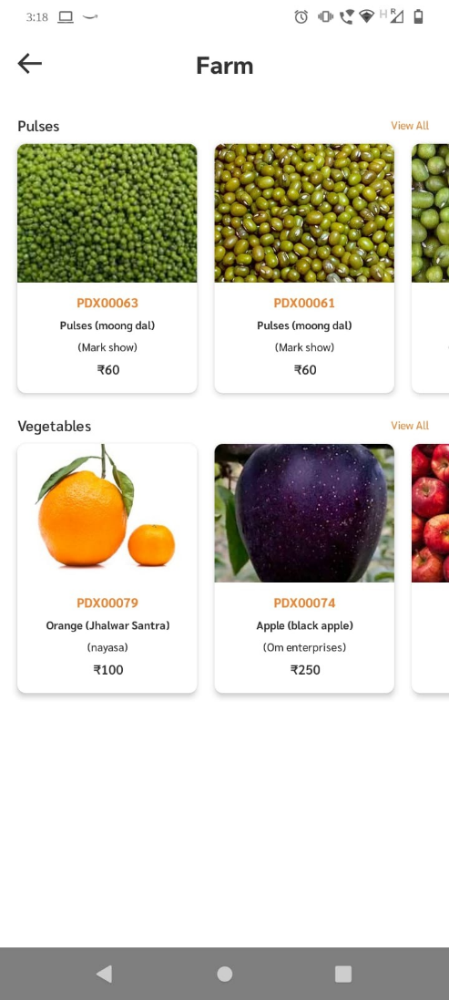 3:18
H R
Farm
Pulses
View All
PDX00063
Pulses (moong dal)
(Mark show)
₹60
PDX00061
Pulses (moong dal)
(Mark show)
₹60
Vegetables
View All
PDX00079
Orange (Jhalwar Santra)
(nayasa)
₹100
PDX00074
Apple (black apple)
(Om enterprises)
₹250